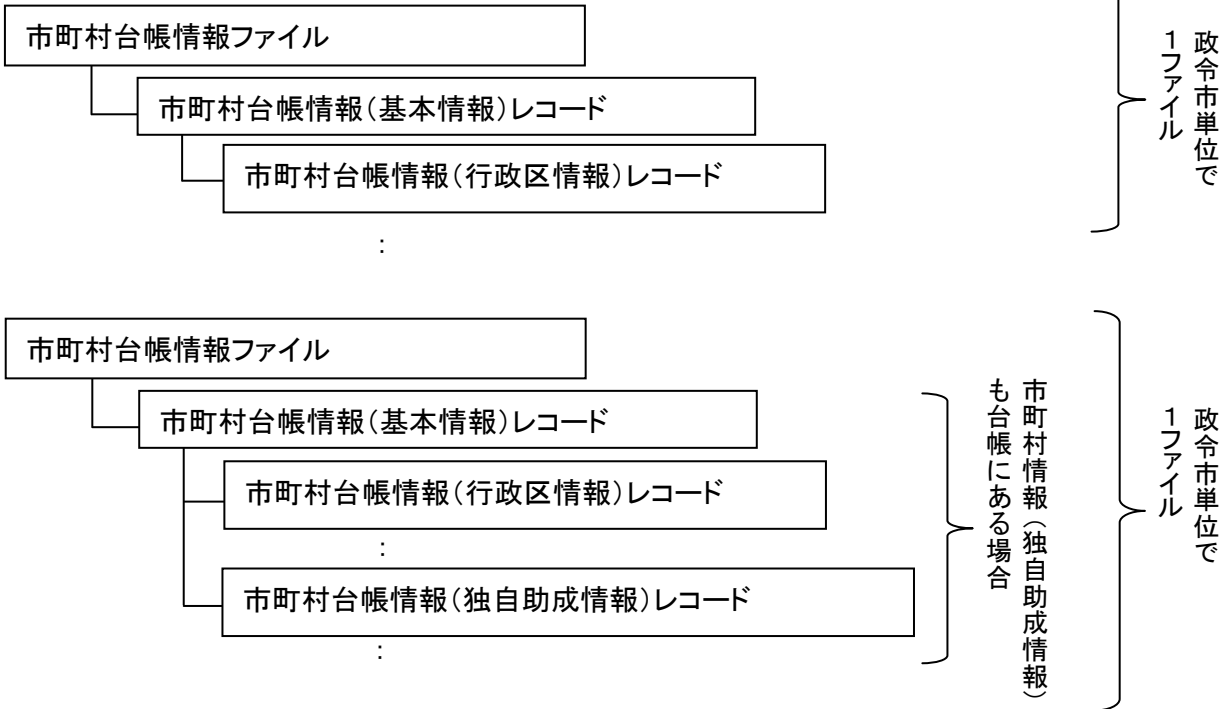 市町村台帳情報ファイル
市町村台帳情報(基本情報)レコード
市町村台帳情報(行政区情報)レコード
:
政令市単位で
1ファイル
市町村台帳情報ファイル
市町村台帳情報(基本情報)レコード
市町村台帳情報(行政区情報)レコード
:
市町村台帳情報(独自助成情報)レコード
:
市町村情報(独自助成情報)
も台帳にある場合
政令市単位で
1ファイル